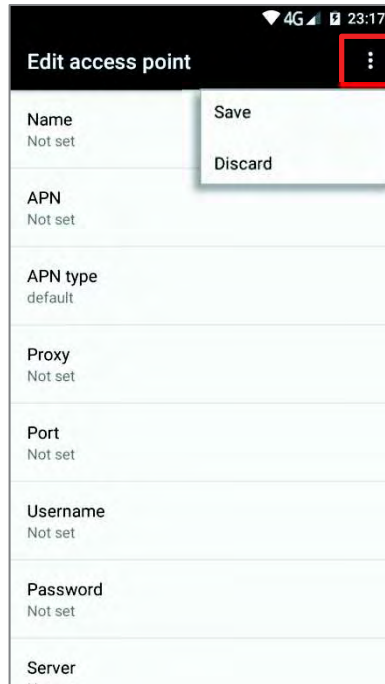 4G 23:17
Edit access point
Save
Discard
Name
Not set
APN
Not set
APN type
default
Proxy
Not set
Port
Not set
Username
Not set
Password
Not set
Server